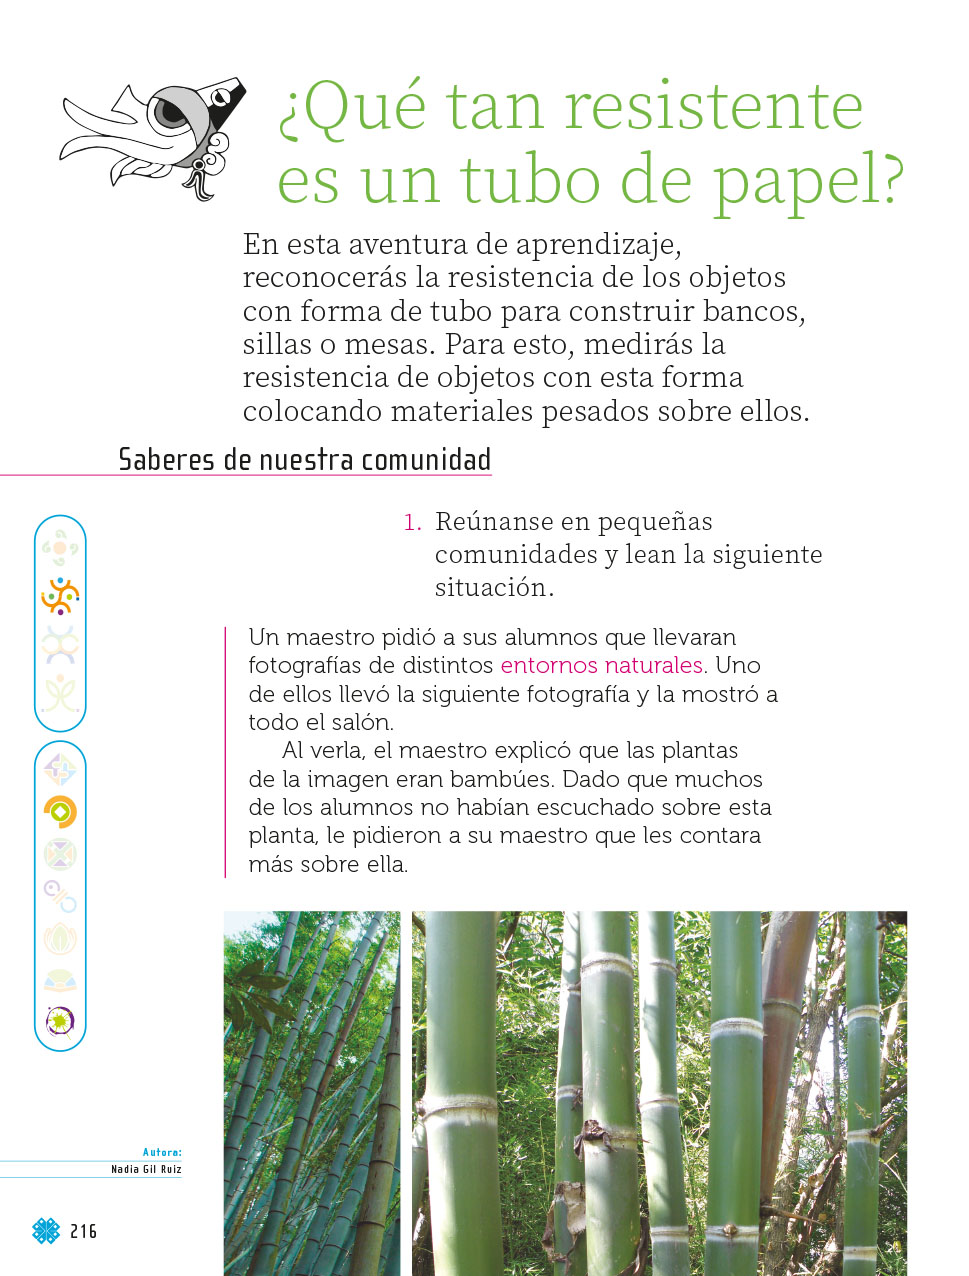 ¿Qué tan resistente
es un tubo de papel?
En esta aventura de aprendizaje,
reconocerás la resistencia de los objetos
con forma de tubo para construir bancos,
sillas o mesas. Para esto, medirás la
resistencia de objetos con esta forma
colocando materiales pesados sobre ellos.
Saberes de nuestra comunidad
1. Reúnanse en pequeñas
comunidades y lean la siguiente
situación.
Un maestro pidió a sus alumnos que llevaran
fotografías de distintos entornos naturales. Uno
de ellos llevó la siguiente fotografía y la mostró a
todo el salón.
Al verla, el maestro explicó que las plantas
de la imagen eran bambúes. Dado que muchos
de los alumnos no habían escuchado sobre esta
planta, le pidieron a su maestro que les contara
más sobre ella.
Autora:
Nadia Gil Ruiz
216